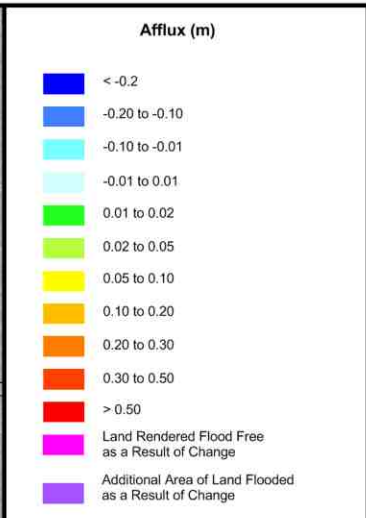 Afflux (m)
< -0.2
-0.20 to -0.10
-0.10 to -0.01
-0.01 to 0.01
0.01 to 0.02
0.02 to 0.05
0.05 to 0.10
0.10 to 0.20
0.20 to 0.30
0.30 to 0.50
> 0.50
Land Rendered Flood Free
as a Result of Change
Additional Area of Land Flooded
as a Result of Change